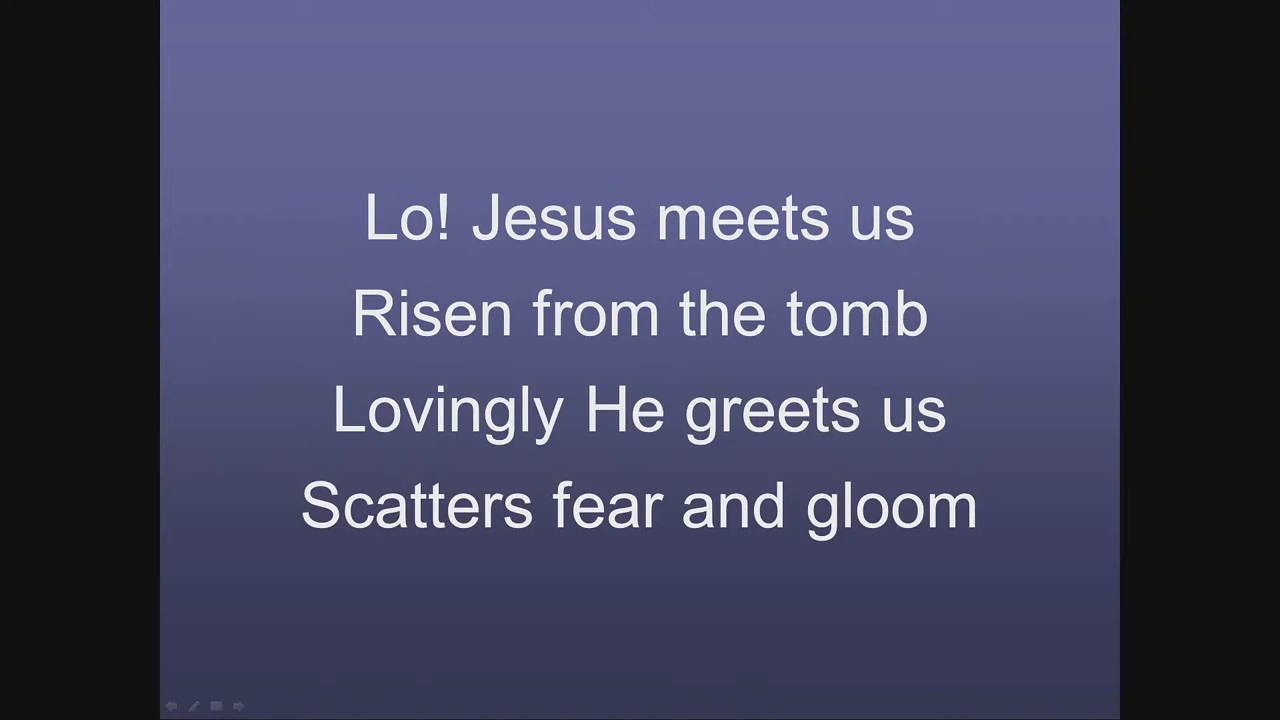 Lo! Jesus meets us
Risen from the tomb
Lovingly He greets us
Scatters fear and gloom